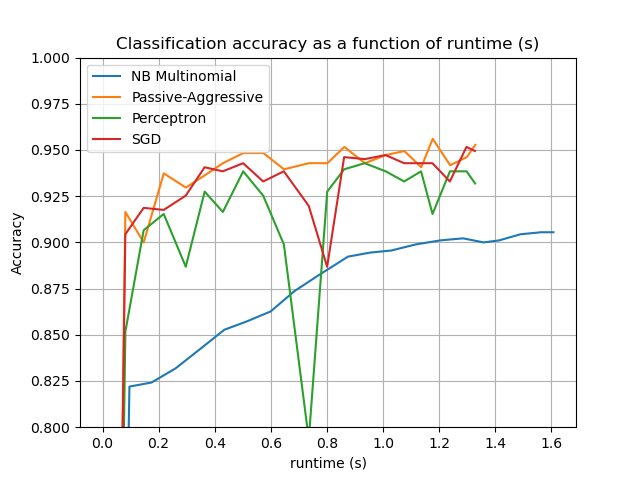 Classification accuracy as a function of runtime (s)
1.000
0.975
0.950
0.925
0.900
0.875
0.850
0.825
0.800
Accuracy
NB Multinomial
Passive-Aggressive
Perceptron
SGD
0.0 0.2 0.4 0.6 0.8 1.0 1.2 1.4 1.6
runtime (s)